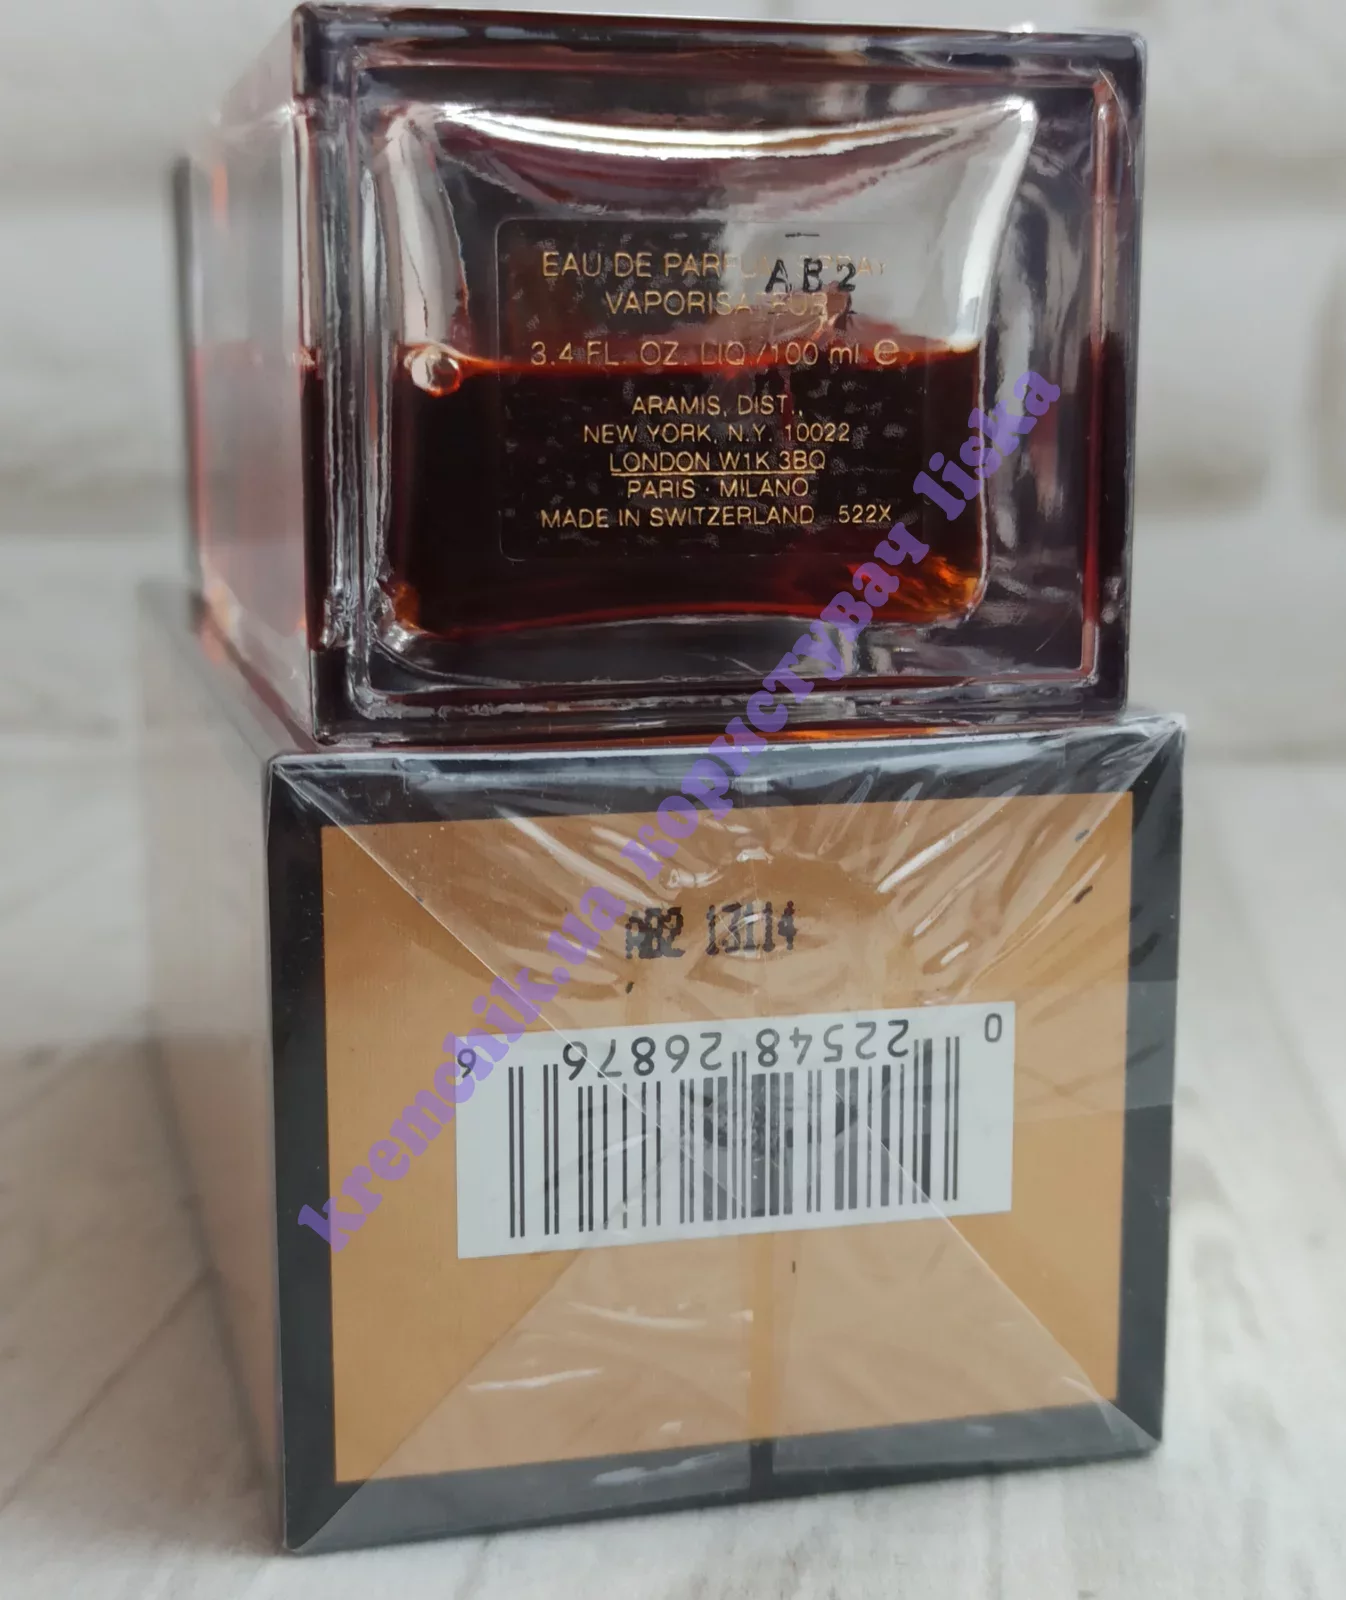 EAU DE PARFUM SPRAY
AB2
VAPORISATEUR
3.4 FL. OZ. LIQ./100 ml e
ARAMIS, DIST.,
NEW YORK, N.Y. 10022
LONDON W1K 3BQ
PARIS · MILANO
MADE IN SWITZERLAND 522X
AB2 13114
0 22548 26876 6
kremchik.ua користувач liska